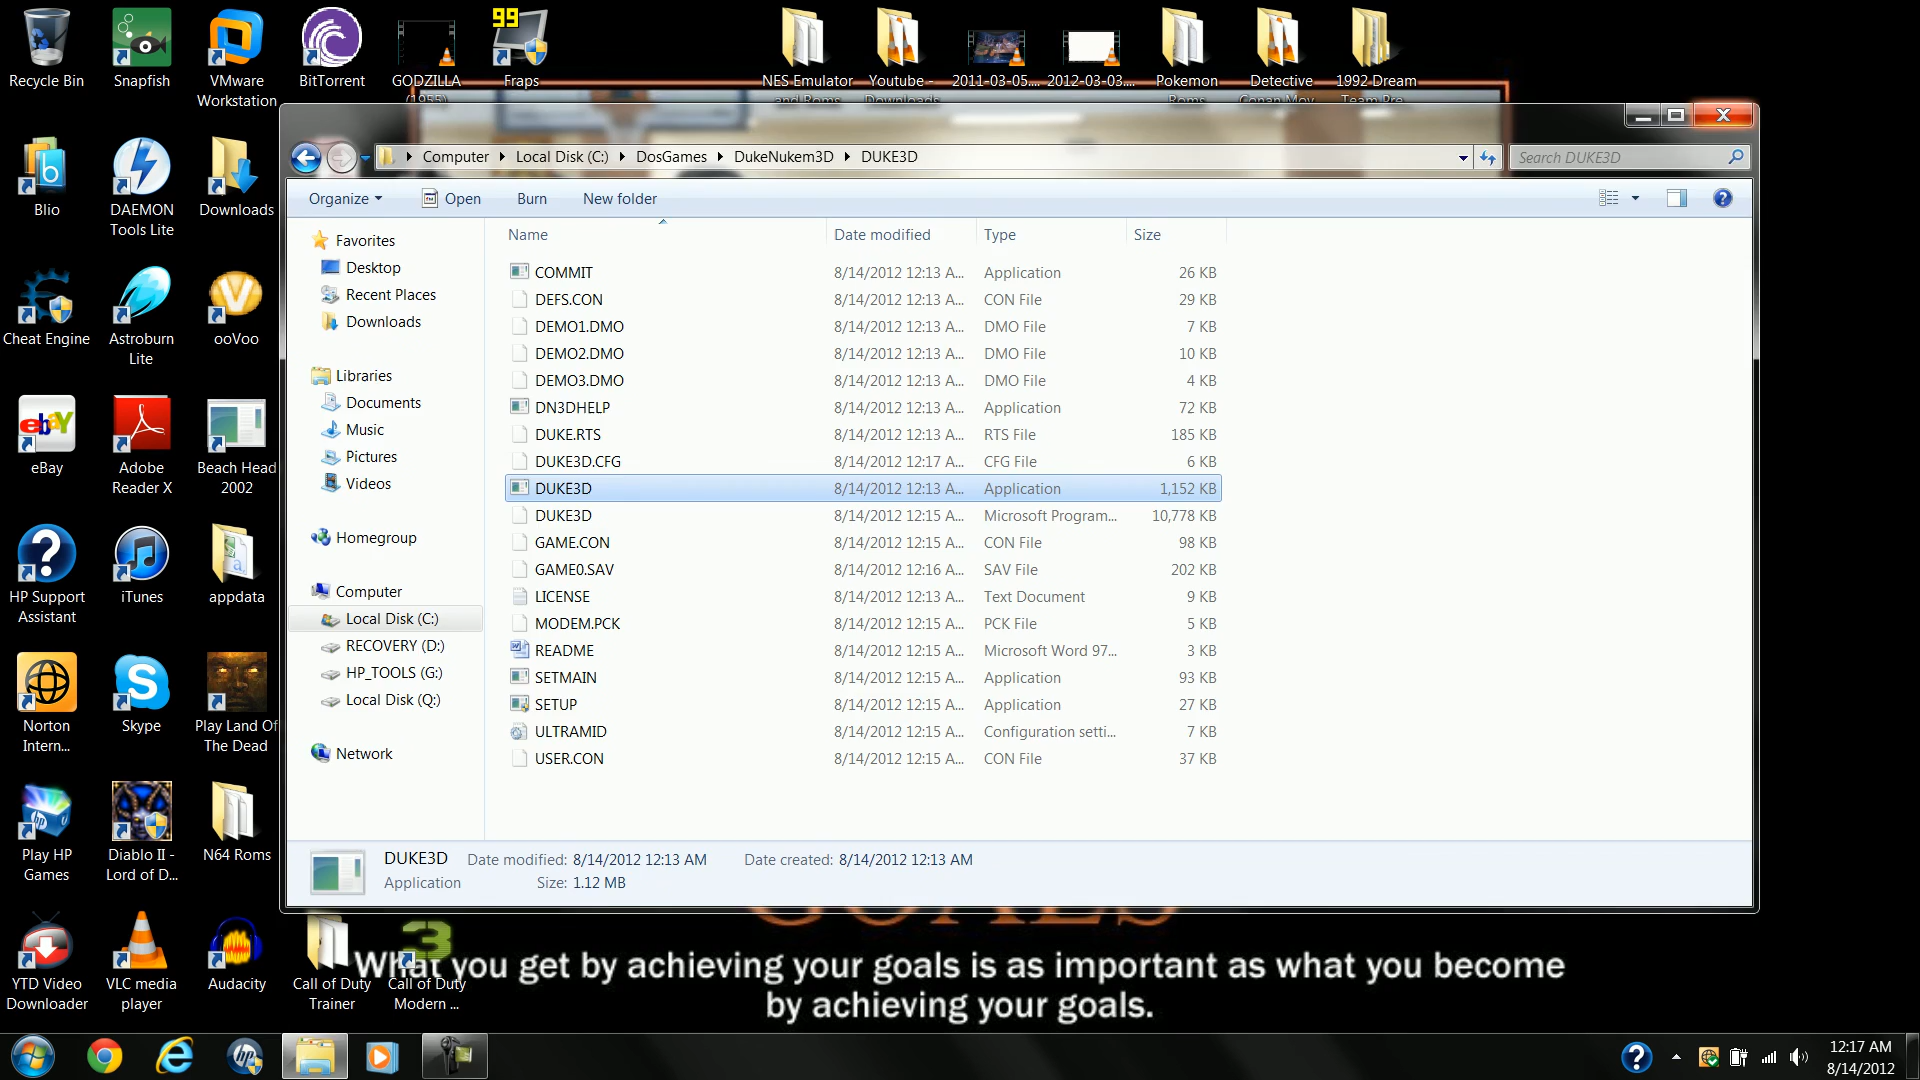 99
Recycle Bin
Snapfish
VMware
Workstation
BitTorrent
GODZILLA
(1955)
Fraps
NES Emulator
and Roms
Youtube -
Downloads
2011-03-05....
2012-03-03....
Pokemon
Roms
Detective
Conan Mov...
1992 Dream
Team Pre...
Computer
Local Disk (C:)
DosGames
DukeNukem3D
DUKE3D
Search DUKE3D
Organize
Open
Burn
New folder
Blio
DAEMON
Tools Lite
Downloads
Cheat Engine
Astroburn
Lite
ooVoo
eBay
Adobe
Reader X
Beach Head
2002
HP Support
Assistant
iTunes
appdata
Norton
Intern...
Skype
Play Land Of
The Dead
Play HP
Games
Diablo II -
Lord of D...
N64 Roms
YTD Video
Downloader
VLC media
player
Audacity
Call of Duty
Trainer
Call of Duty
Modern ...
Favorites
Desktop
Recent Places
Downloads
Libraries
Documents
Music
Pictures
Videos
Homegroup
Computer
Local Disk (C:)
RECOVERY (D:)
HP_TOOLS (G:)
Local Disk (Q:)
Network
Name Date modified Type Size
COMMIT 8/14/2012 12:13 A... Application 26 KB
DEFS.CON 8/14/2012 12:13 A... CON File 29 KB
DEMO1.DMO 8/14/2012 12:13 A... DMO File 7 KB
DEMO2.DMO 8/14/2012 12:13 A... DMO File 10 KB
DEMO3.DMO 8/14/2012 12:13 A... DMO File 4 KB
DN3DHELP 8/14/2012 12:13 A... Application 72 KB
DUKE.RTS 8/14/2012 12:13 A... RTS File 185 KB
DUKE3D.CFG 8/14/2012 12:17 A... CFG File 6 KB
DUKE3D 8/14/2012 12:13 A... Application 1,152 KB
DUKE3D 8/14/2012 12:15 A... Microsoft Program... 10,778 KB
GAME.CON 8/14/2012 12:15 A... CON File 98 KB
GAME0.SAV 8/14/2012 12:16 A... SAV File 202 KB
LICENSE 8/14/2012 12:13 A... Text Document 9 KB
MODEM.PCK 8/14/2012 12:15 A... PCK File 5 KB
README 8/14/2012 12:15 A... Microsoft Word 97... 3 KB
SETMAIN 8/14/2012 12:15 A... Application 93 KB
SETUP 8/14/2012 12:15 A... Application 27 KB
ULTRAMID 8/14/2012 12:15 A... Configuration setti... 7 KB
USER.CON 8/14/2012 12:15 A... CON File 37 KB
DUKE3D Date modified: 8/14/2012 12:13 AM Date created: 8/14/2012 12:13 AM
Application Size: 1.12 MB
GOALS
What you get by achieving your goals is as important as what you become
by achieving your goals.
12:17 AM
8/14/2012